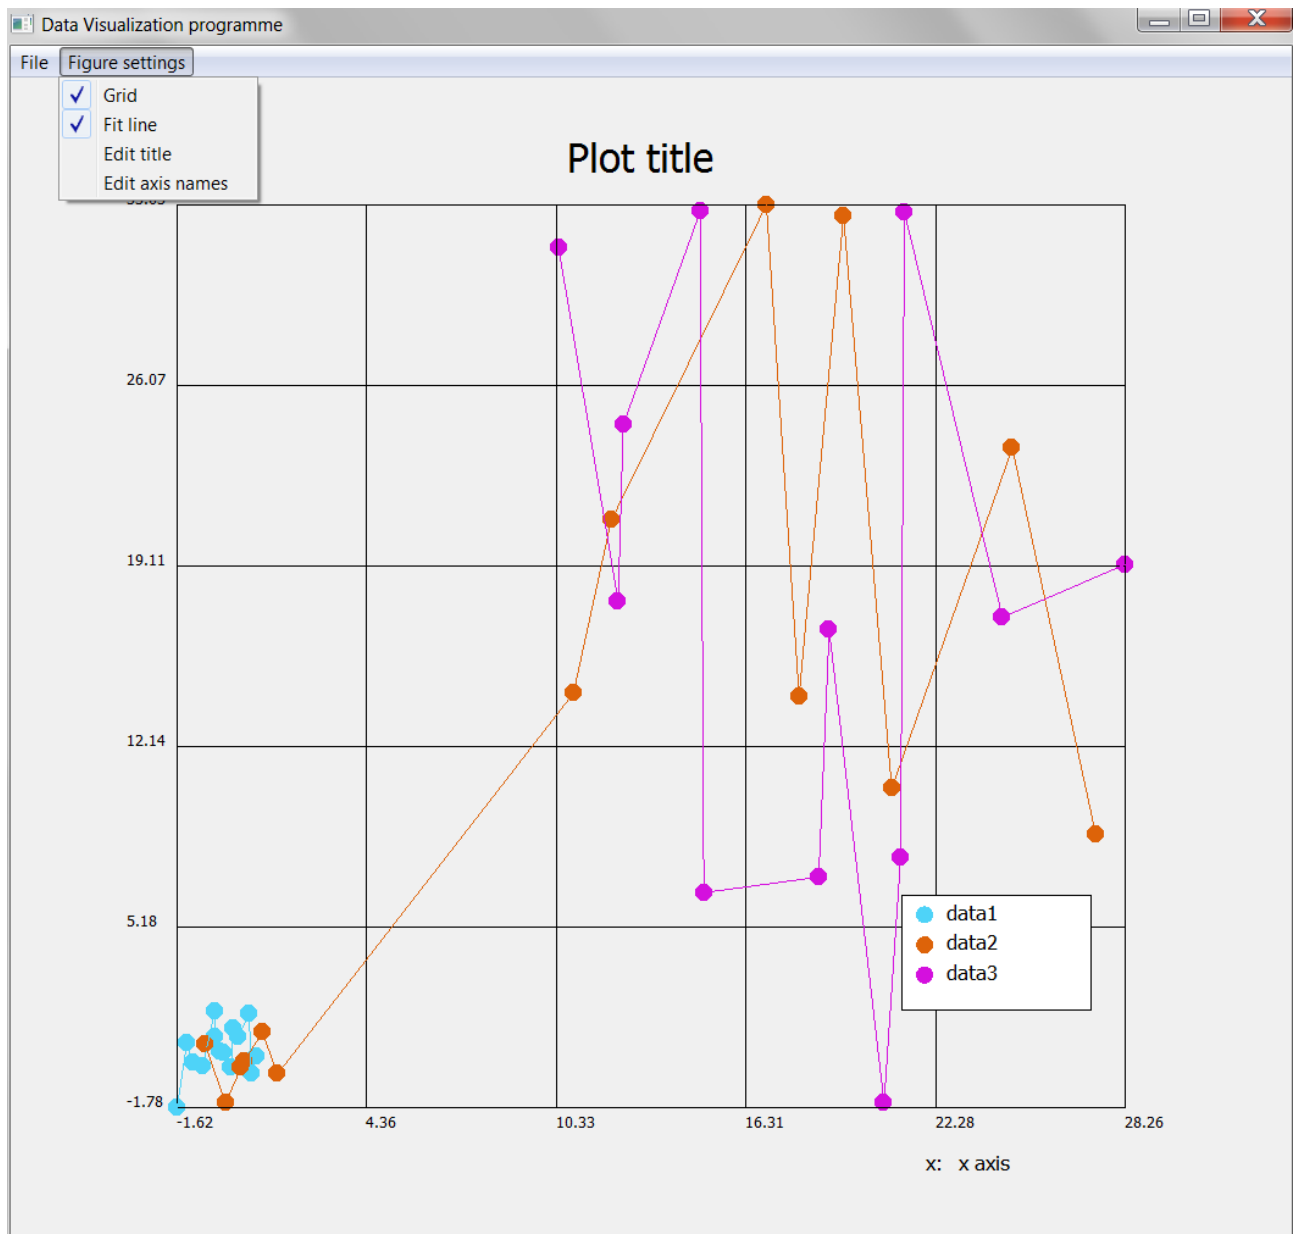 Data Visualization programme
File Figure settings
Grid
Fit line
Edit title
Edit axis names
Plot title
26.07
19.11
12.14
5.18
-1.78
data1
data2
data3
-1.62 4.36 10.33 16.31 22.28 28.26
x: x axis